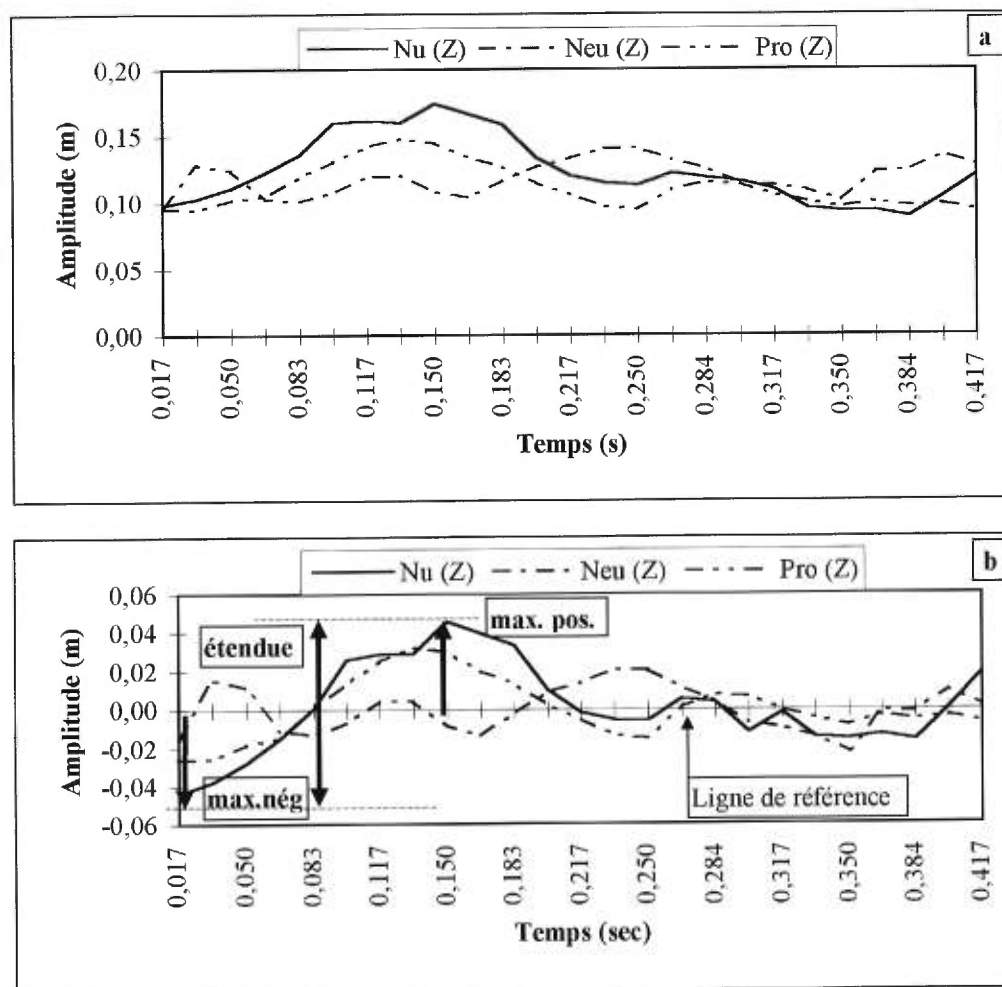 a
Nu (Z) Neu (Z) Pro (Z)
0,20
0,15
0,10
0,05
0,00
Amplitude (m)
0,017 0,050 0,083 0,117 0,150 0,183 0,217 0,250 0,284 0,317 0,350 0,384 0,417
Temps (s)
b
Nu (Z) Neu (Z) Pro (Z)
0,06
0,04
0,02
0,00
-0,02
-0,04
-0,06
Amplitude (m)
étendue
max. pos.
max.nég
Ligne de référence
0,017 0,050 0,083 0,117 0,150 0,183 0,217 0,250 0,284 0,317 0,350 0,384 0,417
Temps (sec)